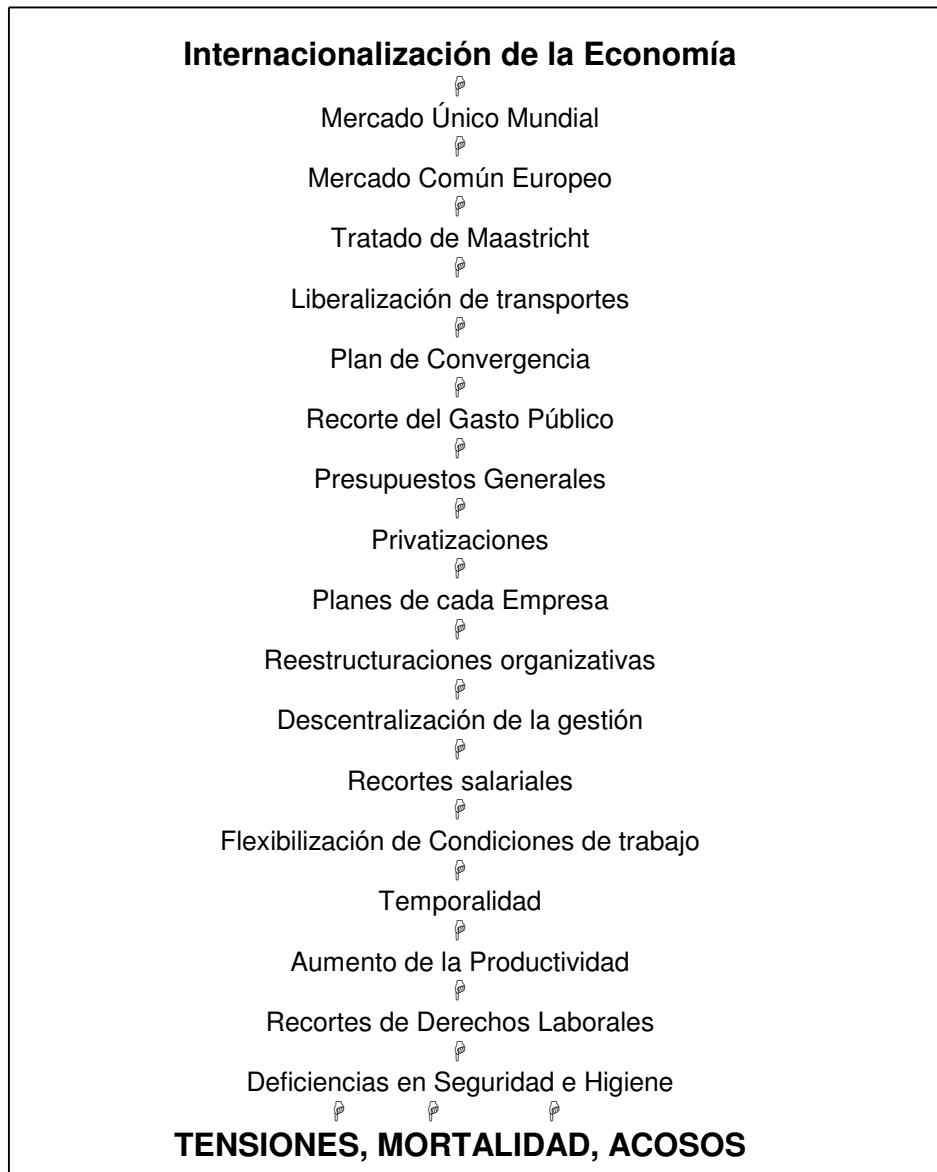 Internacionalización de la Economía
Mercado Único Mundial
Mercado Común Europeo
Tratado de Maastricht
Liberalización de transportes
Plan de Convergencia
Recorte del Gasto Público
Presupuestos Generales
Privatizaciones
Planes de cada Empresa
Reestructuraciones organizativas
Descentralización de la gestión
Recortes salariales
Flexibilización de Condiciones de trabajo
Temporalidad
Aumento de la Productividad
Recortes de Derechos Laborales
Deficiencias en Seguridad e Higiene
TENSIONES, MORTALIDAD, ACOSOS